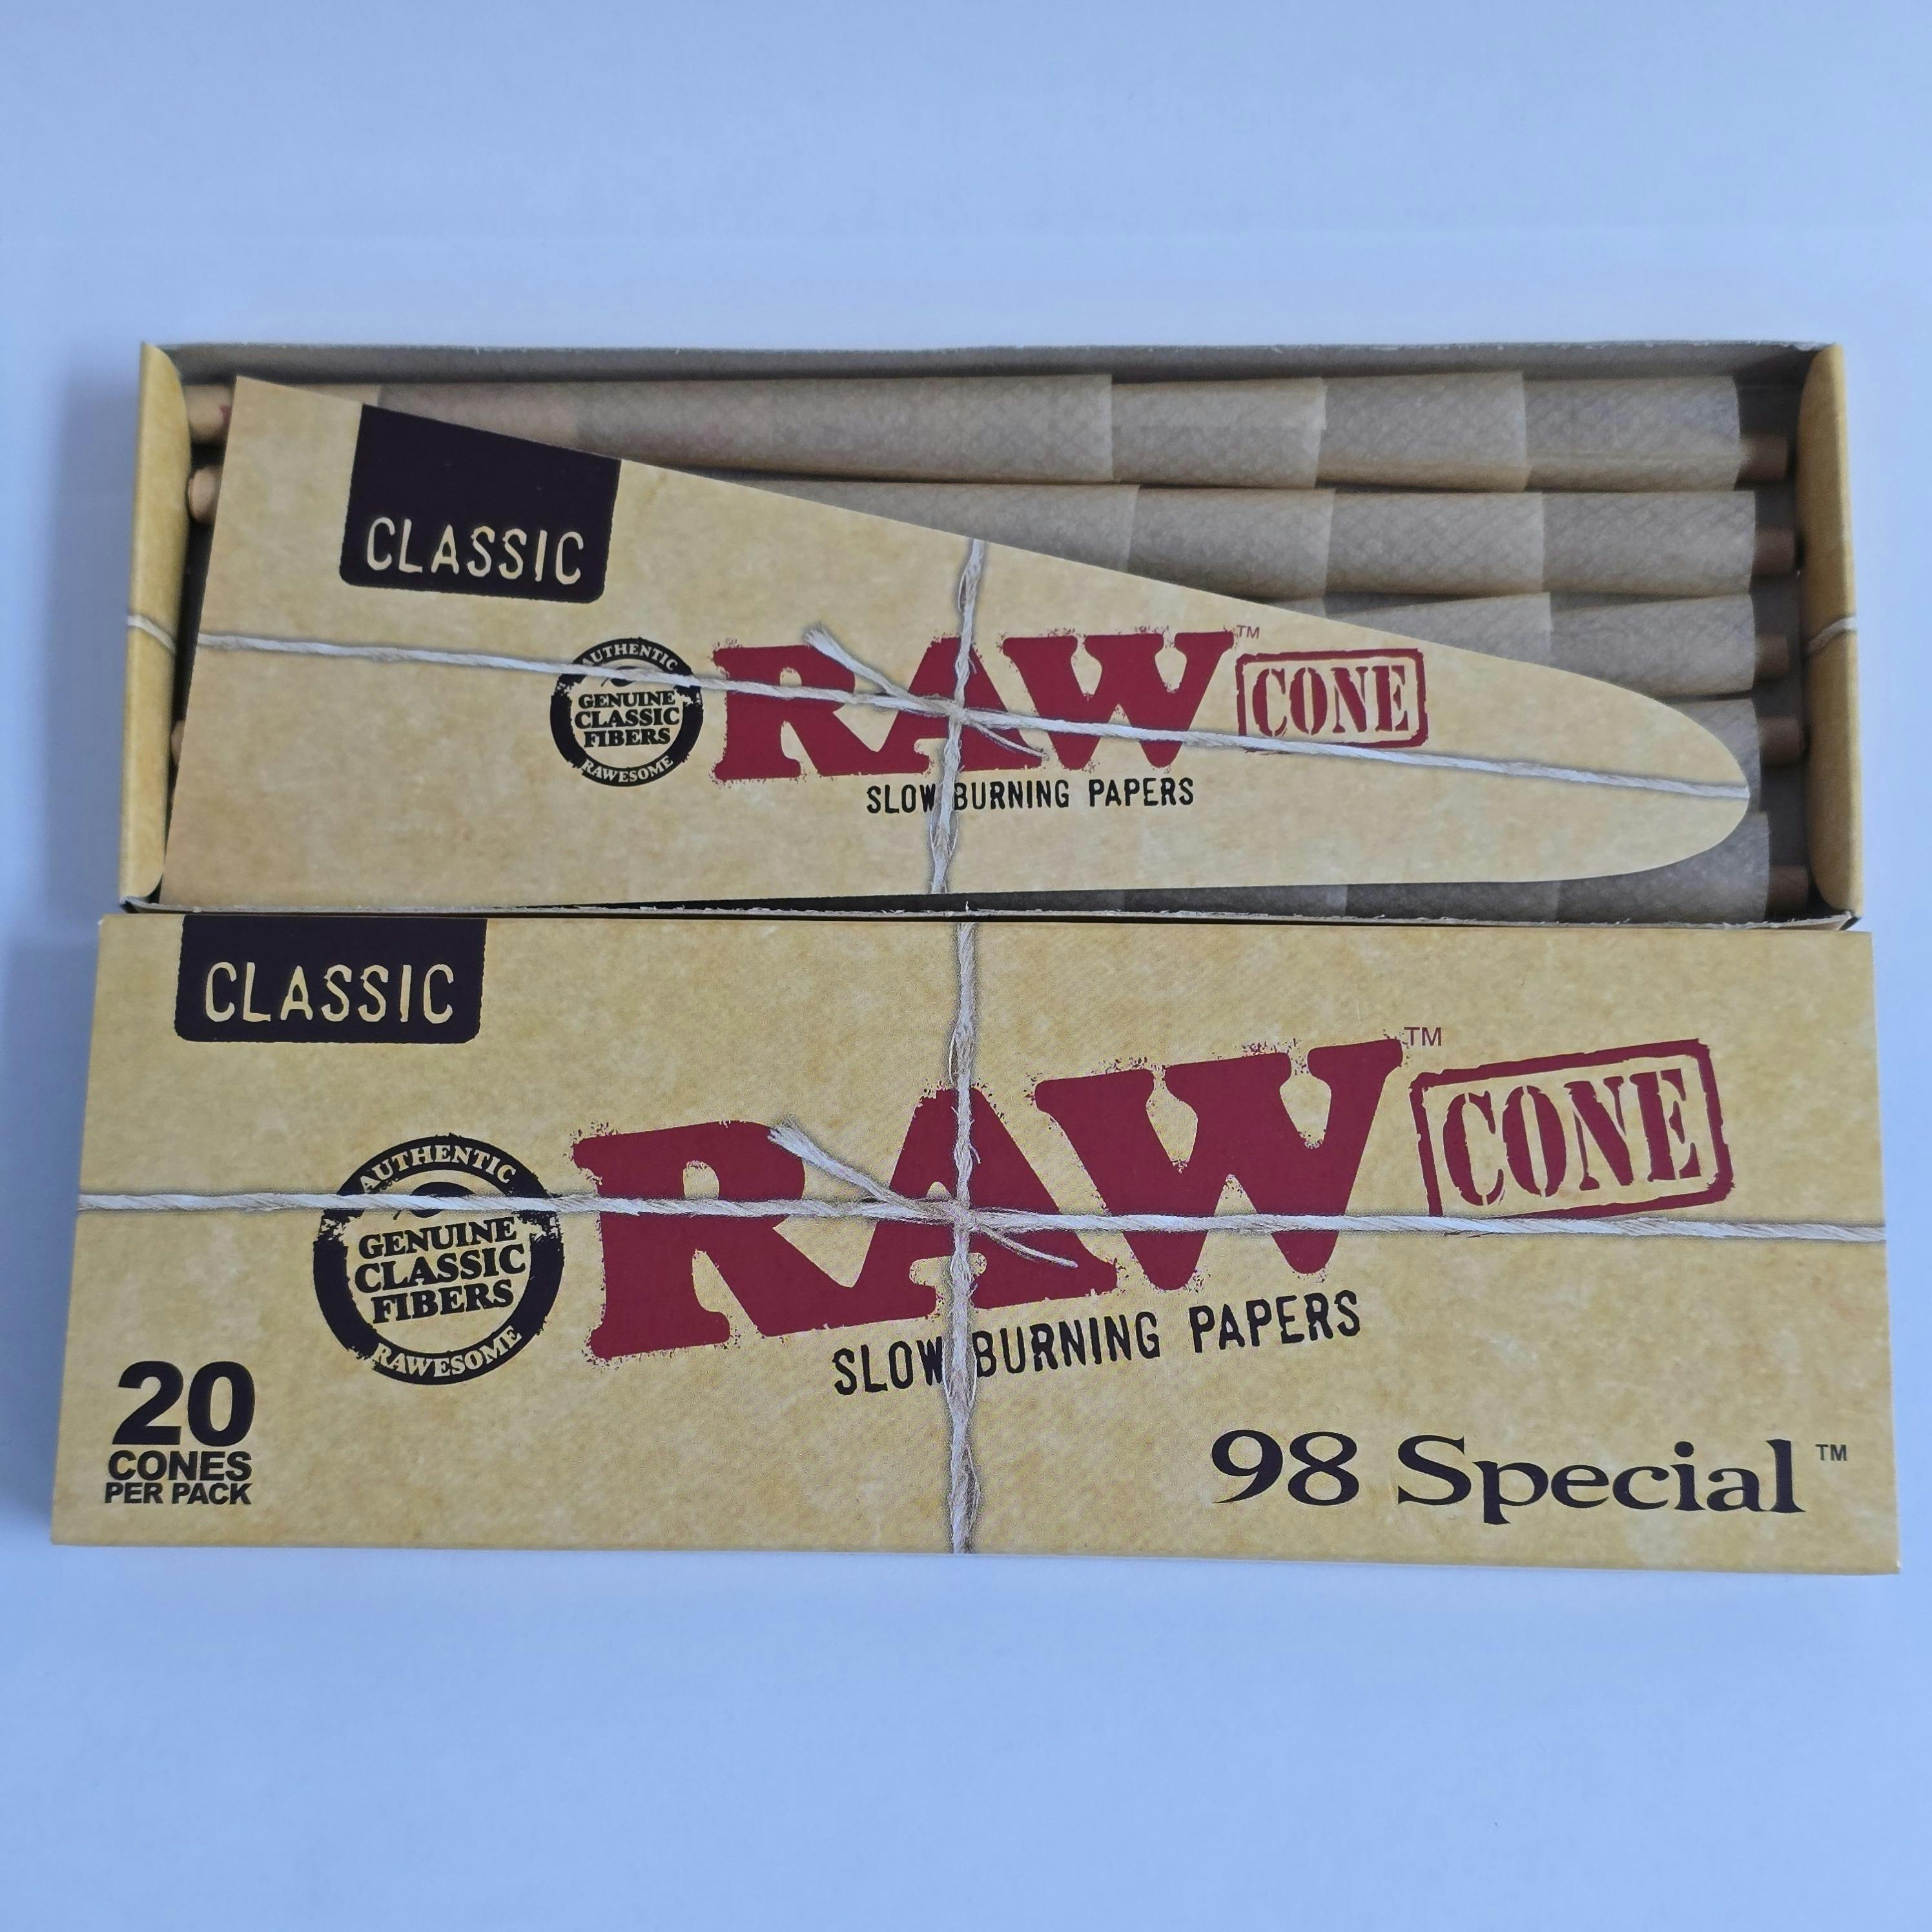 CLASSIC
AUTHENTIC
GENUINE
CLASSIC
FIBERS
RAWESOME
RAW™
CONE
SLOW BURNING PAPERS
CLASSIC
AUTHENTIC
GENUINE
CLASSIC
FIBERS
RAWESOME
RAW™
CONE
SLOW BURNING PAPERS
20
CONES
PER PACK
98 Special™